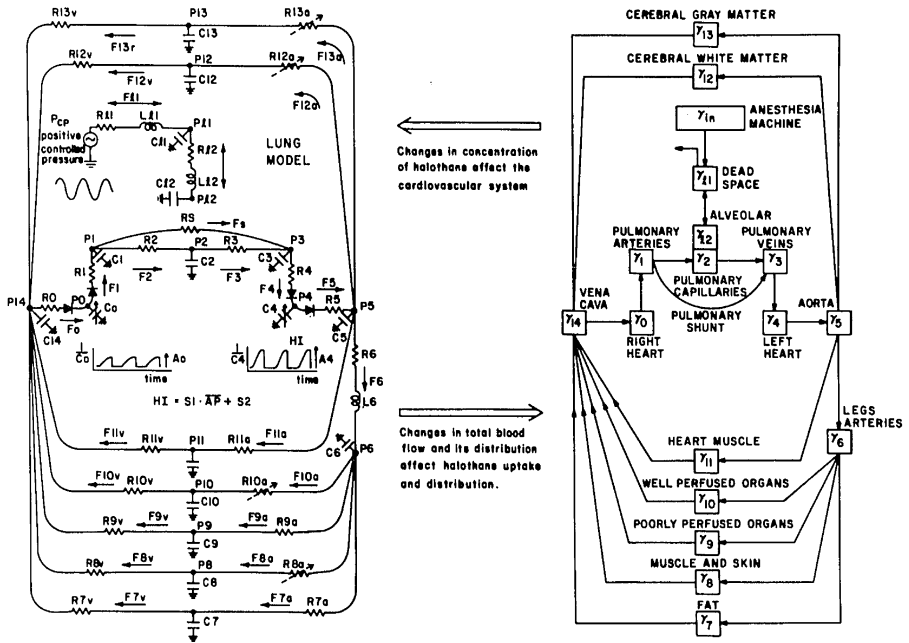 R13v
P13
R13a
C13
F13r
F13a
R12v
P12
R12a
C12
F12v
F12a
Fℓ1
PCP
positive
controlled
pressure
Rℓ1
Lℓ1
Pℓ1
Cℓ1
Rℓ2
Lℓ2
Cℓ2
Pℓ2
LUNG
MODEL
RS
Fs
P1
R2
P2
R3
P3
C1
C2
C3
F2
F3
R1
F1
R4
F4
F5
P14
R0
P0
C0
F0
C14
P4
C4
R5
P5
C5
1/C0
A0
time
HI
1/C4
A4
time
HI = S1·AP + S2
R6
F6
L6
C6
P6
F11v
R11v
P11
R11a
F11a
F10v
R10v
P10
R10a
F10a
C10
R9v
F9v
P9
F9a
R9a
C9
R8v
F8v
P8
F8a
R8a
C8
R7v
F7v
F7a
R7a
C7
Changes in concentration
of halothane affect the
cardiovascular system
Changes in total blood
flow and its distribution
affect halothane uptake
and distribution.
CEREBRAL GRAY MATTER
γ13
CEREBRAL WHITE MATTER
γ12
γin
ANESTHESIA
MACHINE
γℓ1
DEAD
SPACE
ALVEOLAR
γℓ2
PULMONARY
ARTERIES
γ1
γ2
PULMONARY
VEINS
γ3
PULMONARY
CAPILLARIES
PULMONARY
SHUNT
VENA
CAVA
γ14
γ0
RIGHT
HEART
γ4
LEFT
HEART
AORTA
γ5
LEGS
ARTERIES
γ6
HEART MUSCLE
γ11
WELL PERFUSED ORGANS
γ10
POORLY PERFUSED ORGANS
γ9
MUSCLE AND SKIN
γ8
FAT
γ7